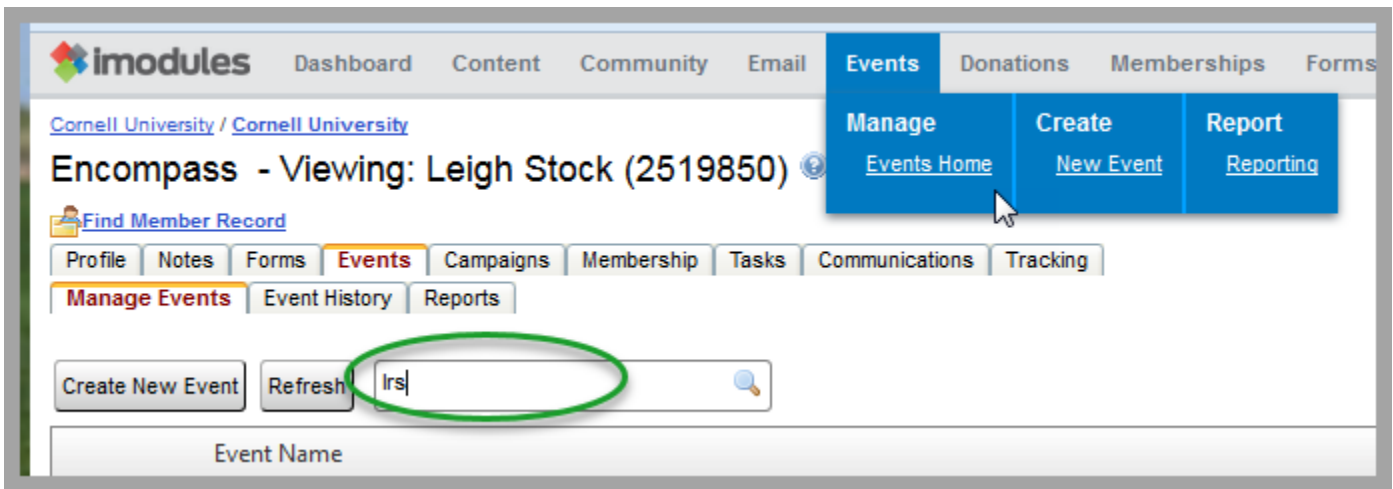 imodules Dashboard Content Community Email Events Donations Memberships Forms
Cornell University / Cornell University
Manage Create Report
Encompass - Viewing: Leigh Stock (2519850)
Events Home New Event Reporting
Find Member Record
Profile Notes Forms Events Campaigns Membership Tasks Communications Tracking
Manage Events Event History Reports
Create New Event Refresh lrs
Event Name